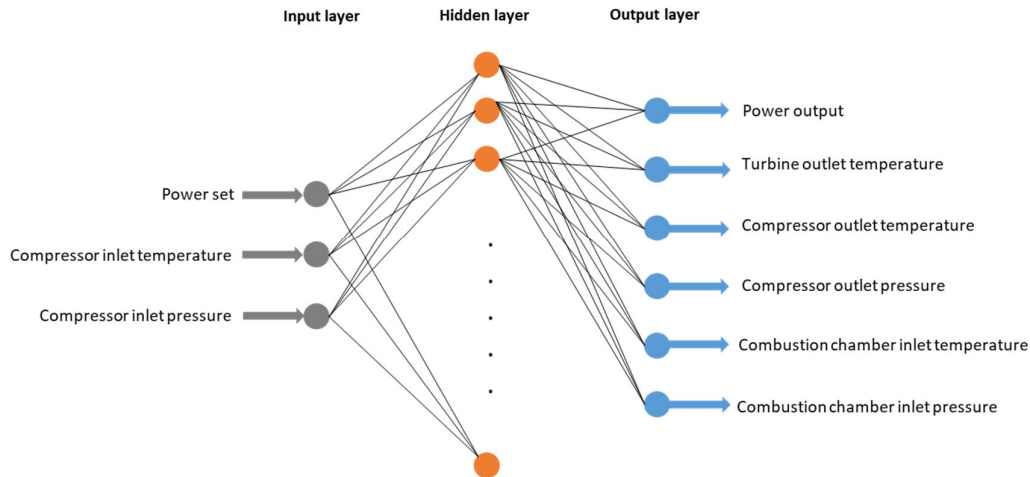 Input layer
Hidden layer
Output layer
Power set
Compressor inlet temperature
Compressor inlet pressure
Power output
Turbine outlet temperature
Compressor outlet temperature
Compressor outlet pressure
Combustion chamber inlet temperature
Combustion chamber inlet pressure